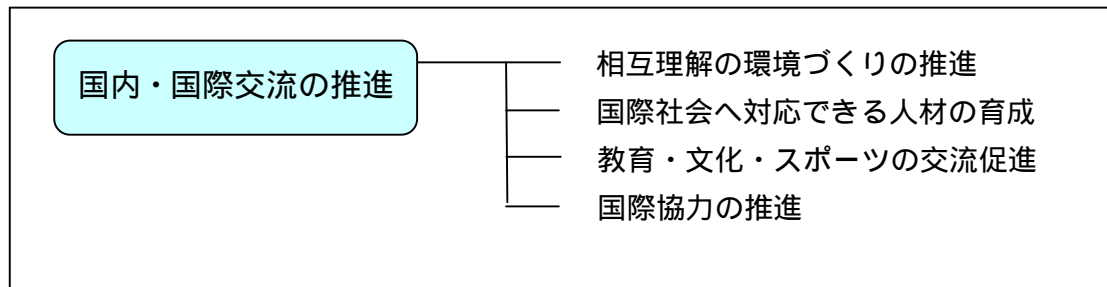 国内・国際交流の推進
相互理解の環境づくりの推進
国際社会へ対応できる人材の育成
教育・文化・スポーツの交流促進
国際協力の推進